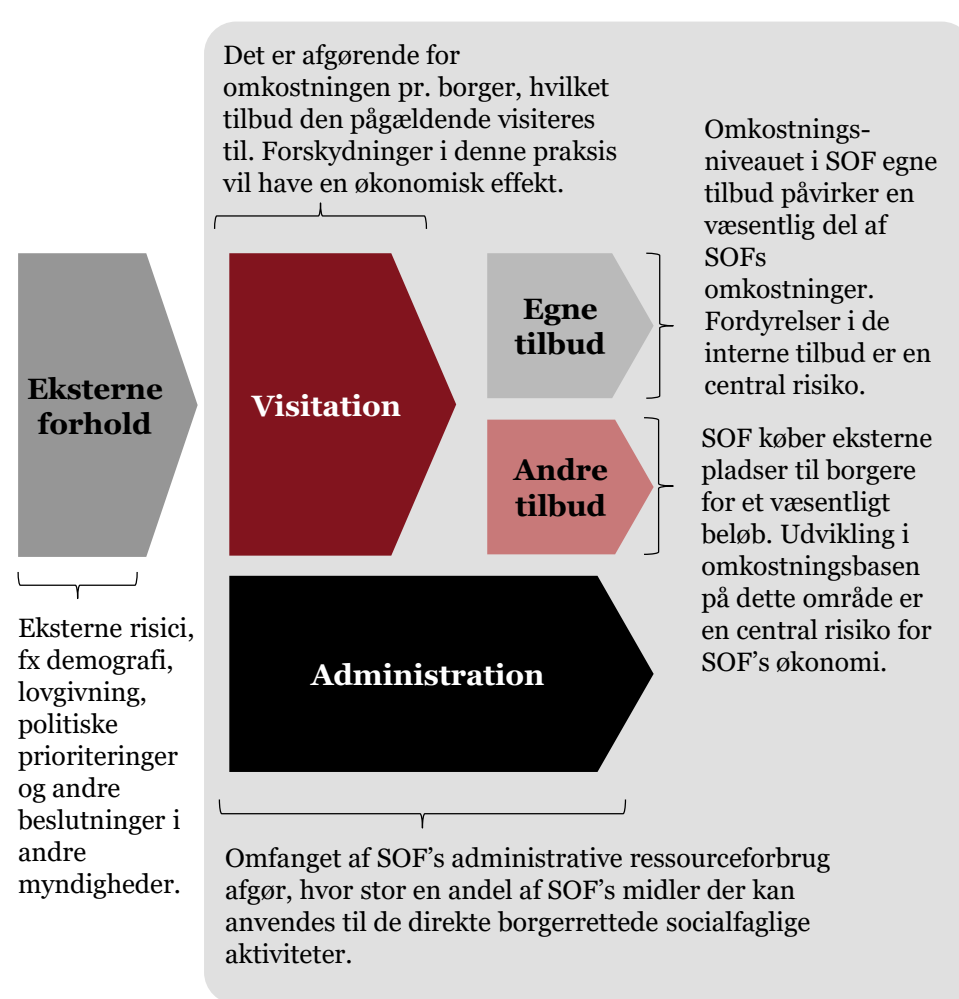 Det er afgørende for
omkostningen pr. borger, hvilket
tilbud den pågældende visiteres
til. Forskydninger i denne praksis
vil have en økonomisk effekt.
Omkostnings-
niveauet i SOF egne
tilbud påvirker en
væsentlig del af
SOFs
omkostninger.
Fordyrelser i de
interne tilbud er en
central risiko.
Eksterne
forhold
Visitation
Egne
tilbud
Andre
tilbud
SOF køber eksterne
pladser til borgere
for et væsentligt
beløb. Udvikling i
omkostningsbasen
på dette område er
en central risiko for
SOF’s økonomi.
Administration
Eksterne risici,
fx demografi,
lovgivning,
politiske
prioriteringer
og andre
beslutninger i
andre
myndigheder.
Omfanget af SOF’s administrative ressourceforbrug
afgør, hvor stor en andel af SOF’s midler der kan
anvendes til de direkte borgerrettede socialfaglige
aktiviteter.